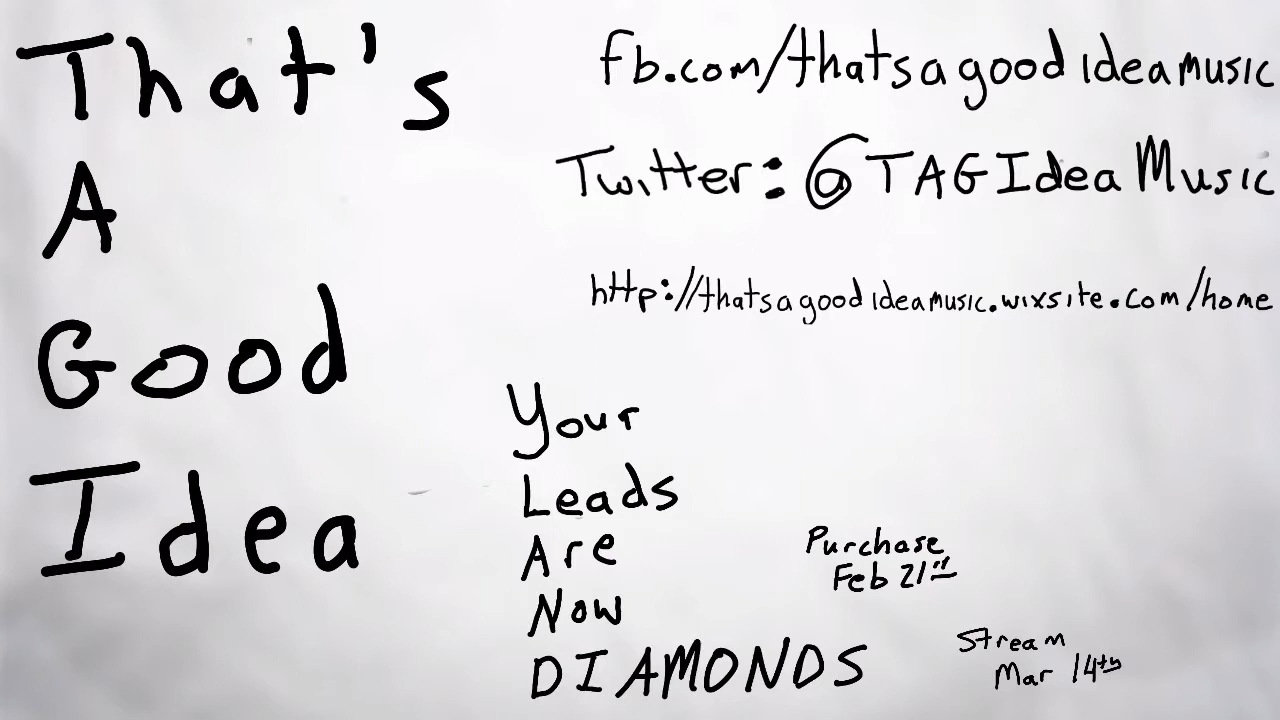 That's
A
Good
Idea
fb.com/thatsagoodideamusic
Twitter: @TAGIdeaMusic
http://thatsagoodideamusic.wixsite.com/home
Your
Leads
Are
Now
DIAMONDS
Purchase
Feb 21st
Stream
Mar 14th